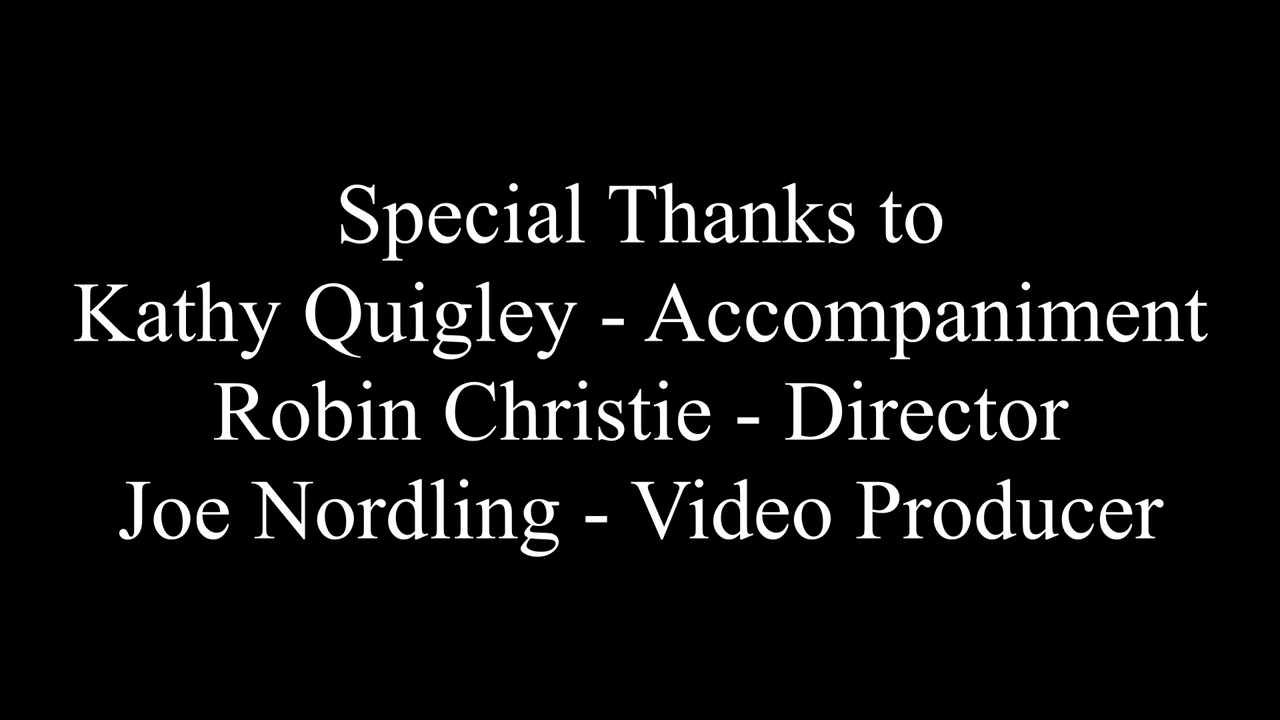 Special Thanks to
Kathy Quigley - Accompaniment
Robin Christie - Director
Joe Nordling - Video Producer